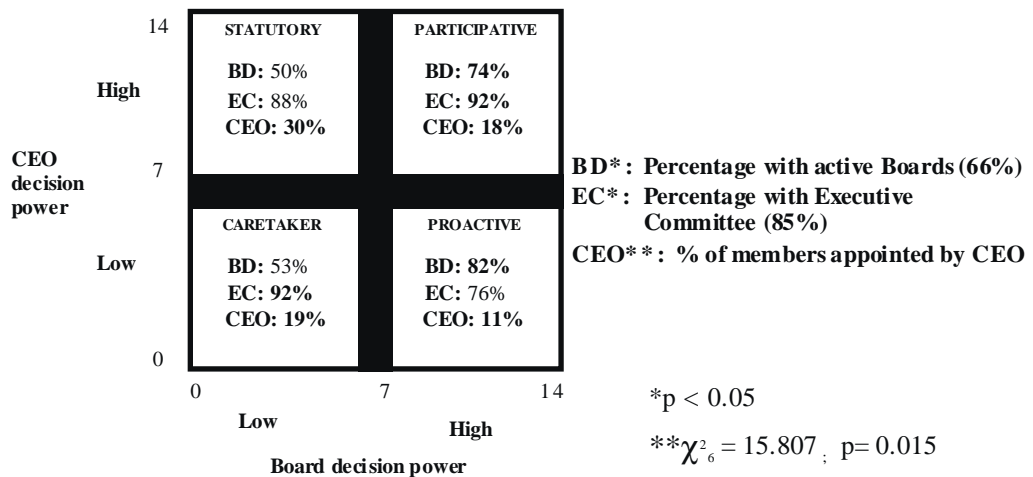 14
High
CEO
decision
power
7
Low
0
STATUTORY
BD: 50%
EC: 88%
CEO: 30%
PARTICIPATIVE
BD: 74%
EC: 92%
CEO: 18%
CARETAKER
BD: 53%
EC: 92%
CEO: 19%
PROACTIVE
BD: 82%
EC: 76%
CEO: 11%
0
7
14
Low
High
Board decision power
BD*: Percentage with active Boards (66%)
EC*: Percentage with Executive
Committee (85%)
CEO**: % of members appointed by CEO
*p < 0.05
**χ²₆ = 15.807 ; p= 0.015